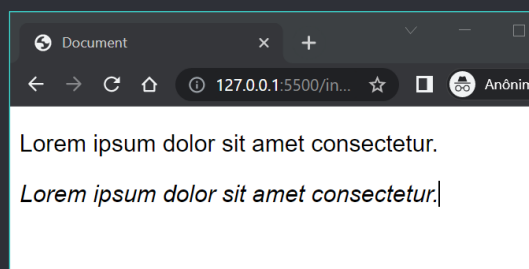 Document
127.0.0.1:5500/in...
Anônim
Lorem ipsum dolor sit amet consectetur.
Lorem ipsum dolor sit amet consectetur.